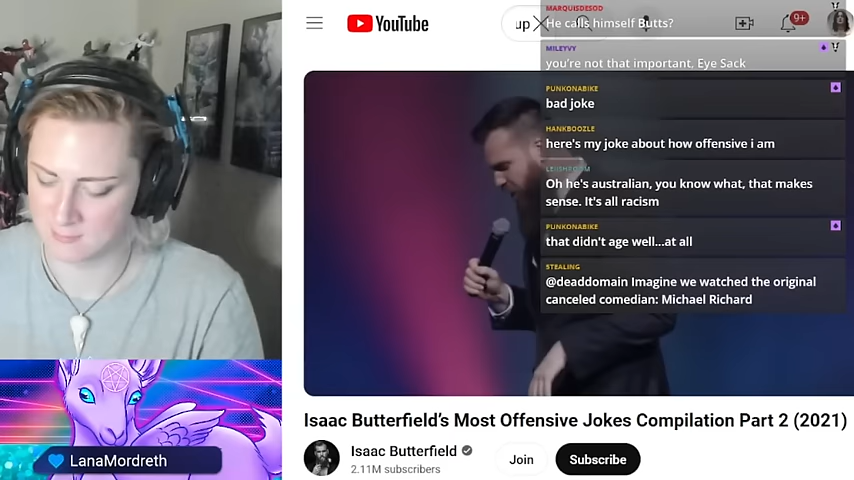 YouTube
up
9+
MARQUISDESOD
He calls himself Butts?
MILEYVY
you're not that important, Eye Sack
PUNKONABIKE
bad joke
HANKBOOZLE
here's my joke about how offensive i am
Oh he's australian, you know what, that makes
sense. It's all racism
PUNKONABIKE
that didn't age well...at all
STEALING
@deaddomain Imagine we watched the original
canceled comedian: Michael Richard
Isaac Butterfield's Most Offensive Jokes Compilation Part 2 (2021)
Isaac Butterfield
2.11M subscribers
Join
Subscribe
LanaMordreth